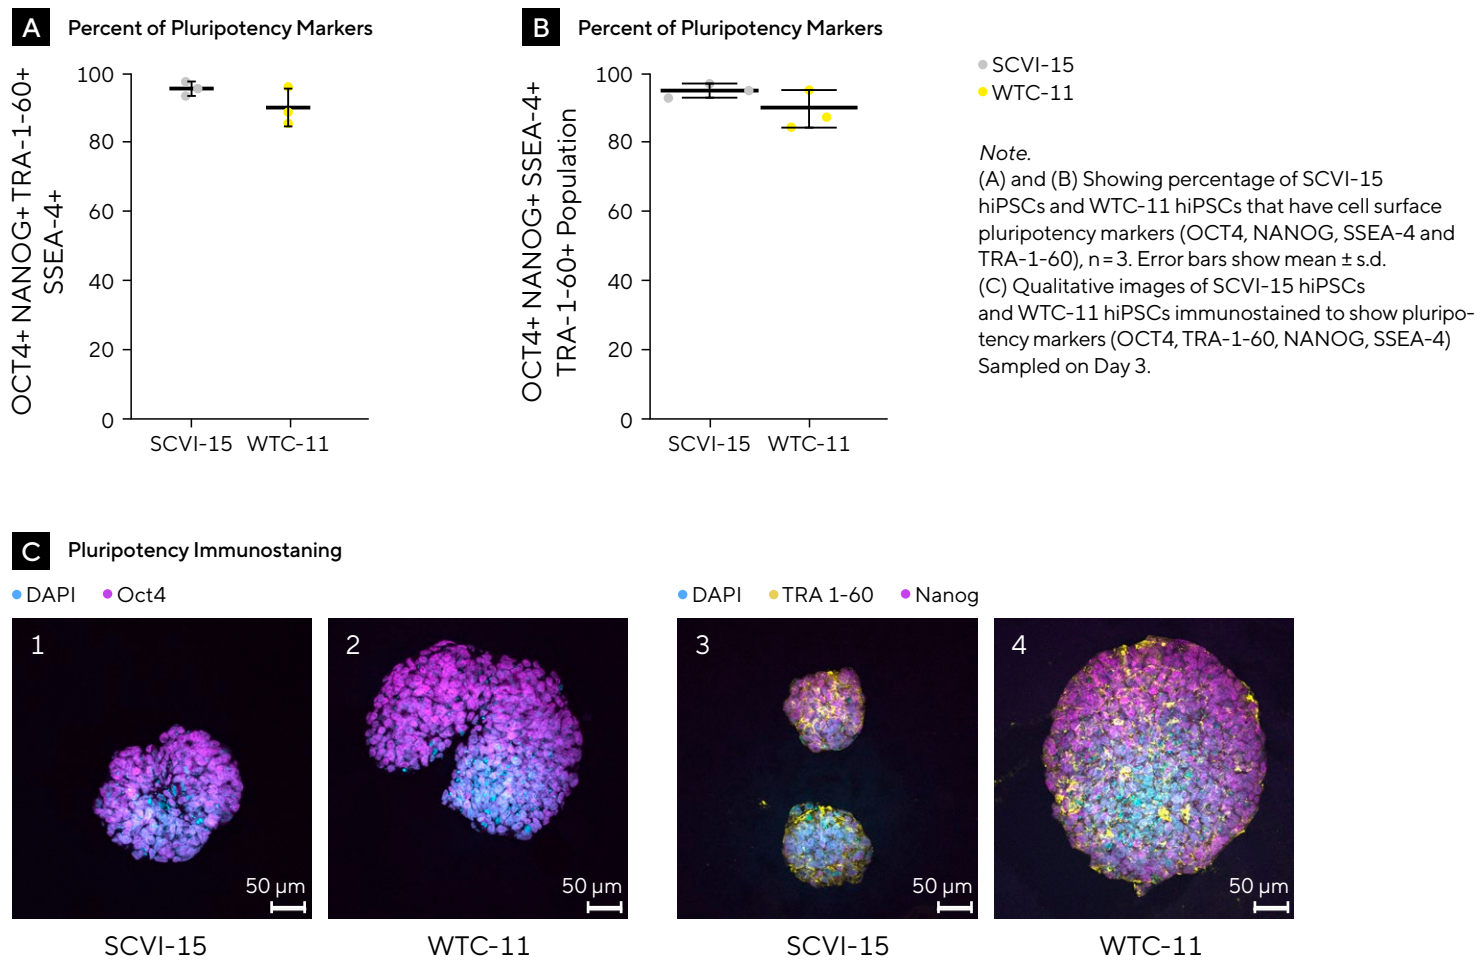 A Percent of Pluripotency Markers
OCT4+ NANOG+ TRA-1-60+
SSEA-4+
100
80
60
40
20
0
SCVI-15 WTC-11
B Percent of Pluripotency Markers
OCT4+ NANOG+ SSEA-4+
TRA-1-60+ Population
100
80
60
40
20
0
SCVI-15 WTC-11
SCVI-15
WTC-11
Note.
(A) and (B) Showing percentage of SCVI-15
hiPSCs and WTC-11 hiPSCs that have cell surface
pluripotency markers (OCT4, NANOG, SSEA-4 and
TRA-1-60), n=3. Error bars show mean ± s.d.
(C) Qualitative images of SCVI-15 hiPSCs
and WTC-11 hiPSCs immunostained to show pluripo-
tency markers (OCT4, TRA-1-60, NANOG, SSEA-4)
Sampled on Day 3.
C Pluripotency Immunostaning
DAPI Oct4
1
50 µm
SCVI-15
2
50 µm
WTC-11
DAPI TRA 1-60 Nanog
3
50 µm
SCVI-15
4
50 µm
WTC-11